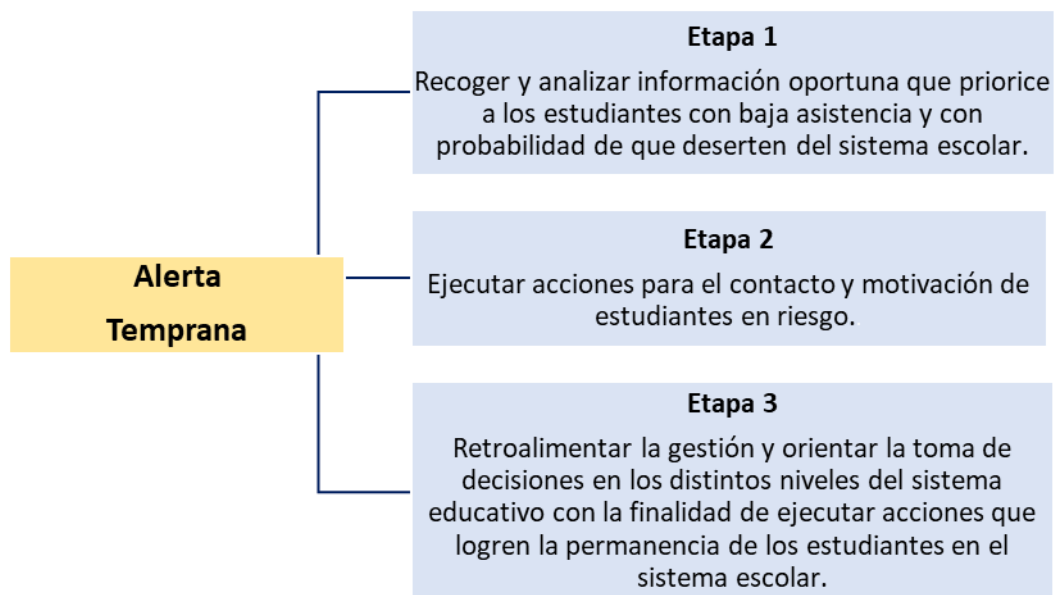 Etapa 1
Recoger y analizar información oportuna que priorice
a los estudiantes con baja asistencia y con
probabilidad de que deserten del sistema escolar.
Alerta
Temprana
Etapa 2
Ejecutar acciones para el contacto y motivación de
estudiantes en riesgo.
Etapa 3
Retroalimentar la gestión y orientar la toma de
decisiones en los distintos niveles del sistema
educativo con la finalidad de ejecutar acciones que
logren la permanencia de los estudiantes en el
sistema escolar.